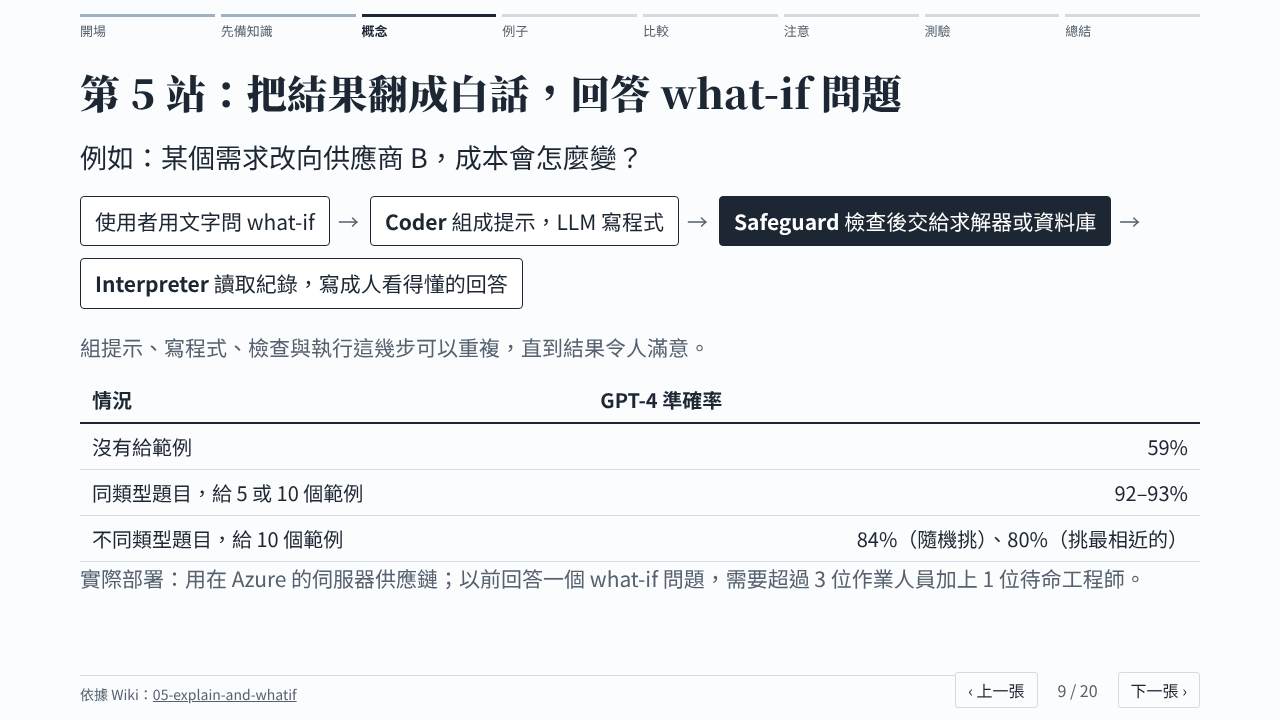 開場
先備知識
概念
例子
比較
注意
測驗
總結
第 5 站：把結果翻成白話，回答 what-if 問題
例如：某個需求改向供應商 B，成本會怎麼變？
使用者用文字問 what-if → Coder 組成提示，LLM 寫程式 → Safeguard 檢查後交給求解器或資料庫 →
Interpreter 讀取紀錄，寫成人看得懂的回答
組提示、寫程式、檢查與執行這幾步可以重複，直到結果令人滿意。
情況 GPT-4 準確率
沒有給範例 59%
同類型題目，給 5 或 10 個範例 92–93%
不同類型題目，給 10 個範例 84%（隨機挑）、80%（挑最相近的）
實際部署：用在 Azure 的伺服器供應鏈；以前回答一個 what-if 問題，需要超過 3 位作業人員加上 1 位待命工程師。
依據 Wiki：05-explain-and-whatif
‹ 上一張 9 / 20 下一張 ›